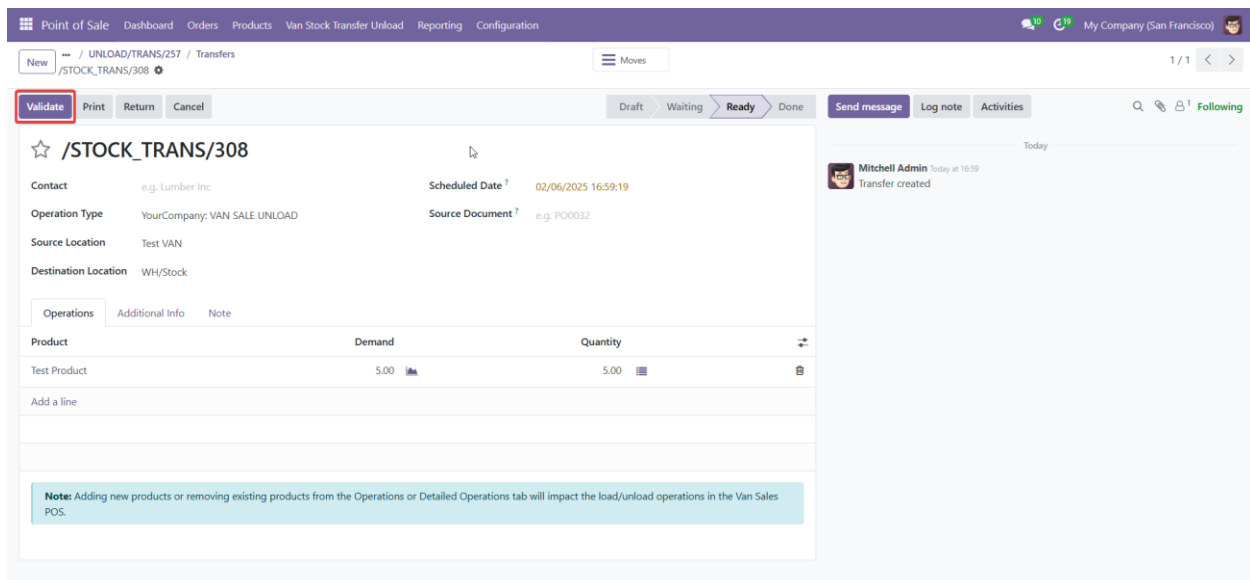 Point of Sale Dashboard Orders Products Van Stock Transfer Unload Reporting Configuration 10 19 My Company (San Francisco)
New ••• / UNLOAD/TRANS/257 / Transfers Moves 1 / 1
/STOCK_TRANS/308
Validate Print Return Cancel Draft Waiting Ready Done Send message Log note Activities 1 Following
/STOCK_TRANS/308
Today
Mitchell Admin Today at 16:59
Transfer created
Contact e.g. Lumber Inc Scheduled Date ? 02/06/2025 16:59:19
Operation Type YourCompany: VAN SALE UNLOAD Source Document ? e.g. PO0032
Source Location Test VAN
Destination Location WH/Stock
Operations Additional Info Note
Product Demand Quantity
Test Product 5.00 5.00
Add a line
Note: Adding new products or removing existing products from the Operations or Detailed Operations tab will impact the load/unload operations in the Van Sales
POS.